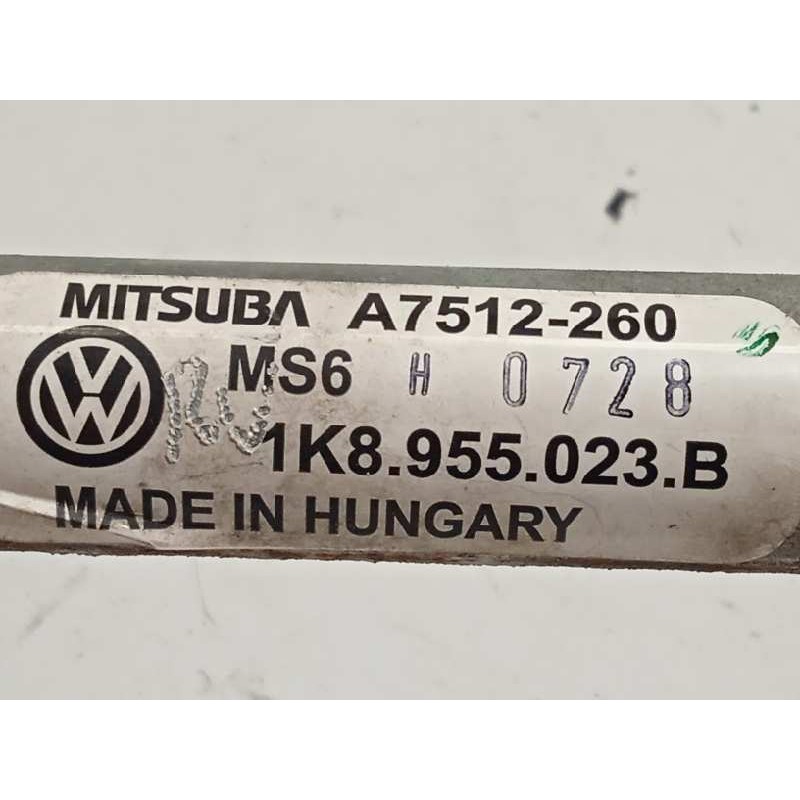 MITSUBA A7512-260
MS6 H 0728
1K8.955.023.B
MADE IN HUNGARY